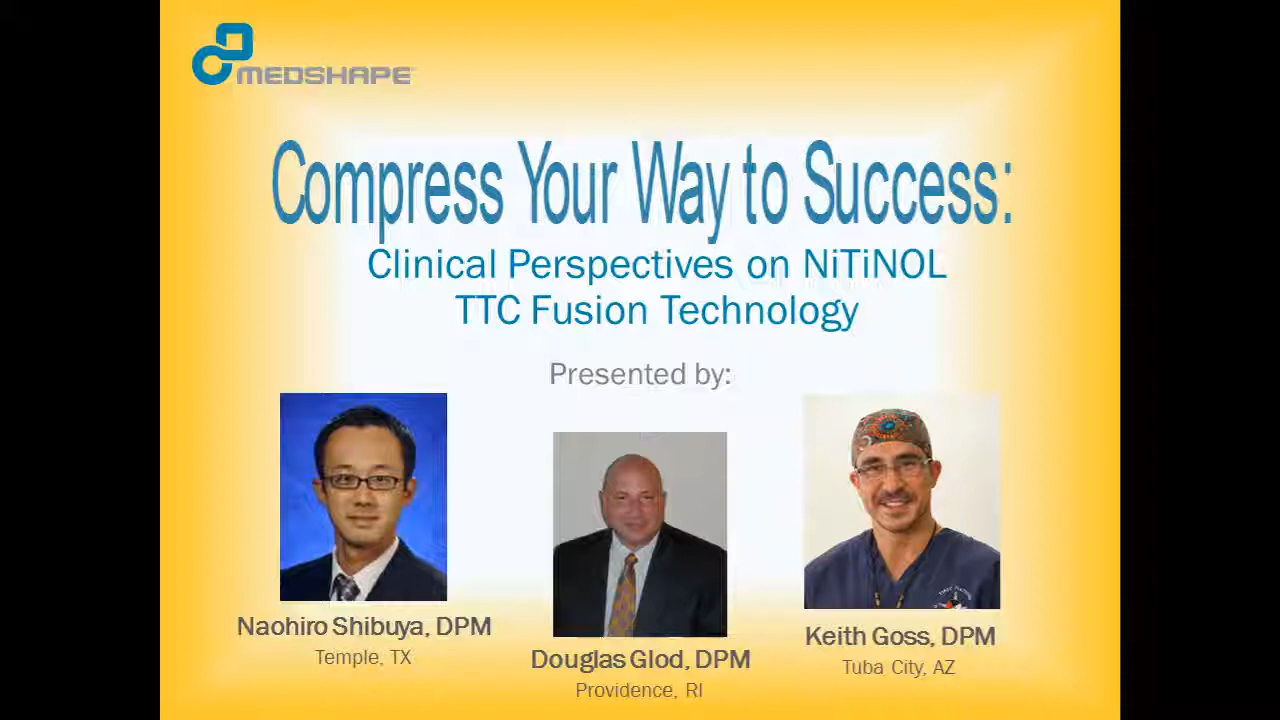 MEDSHAPE
Compress Your Way to Success:
Clinical Perspectives on NiTiNOL
TTC Fusion Technology
Presented by:
Naohiro Shibuya, DPM
Temple, TX
Douglas Glod, DPM
Providence, RI
Keith Goss, DPM
Tuba City, AZ